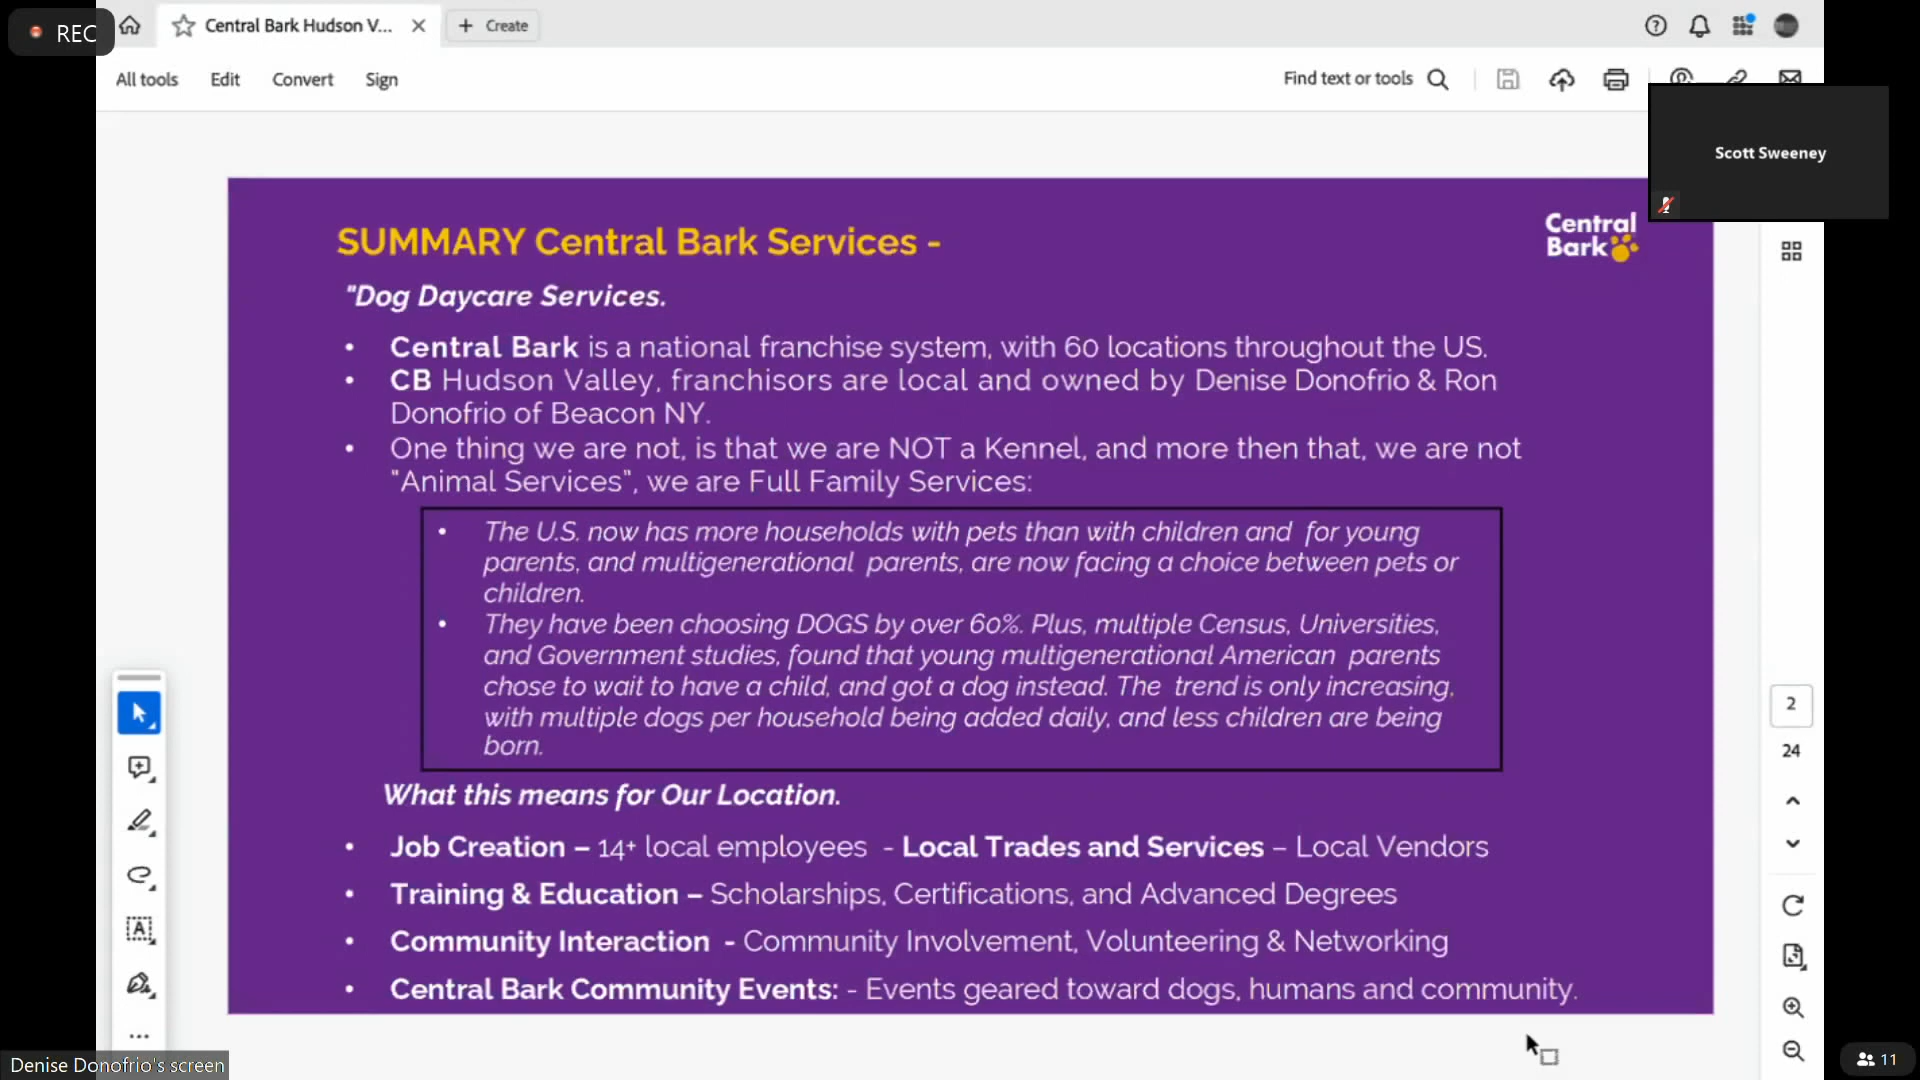 REC
Central Bark Hudson V...
Create
All tools
Edit
Convert
Sign
Find text or tools
Scott Sweeney
Central
Bark
SUMMARY Central Bark Services -
"Dog Daycare Services.
• Central Bark is a national franchise system, with 60 locations throughout the US.
• CB Hudson Valley, franchisors are local and owned by Denise Donofrio & Ron
Donofrio of Beacon NY.
• One thing we are not, is that we are NOT a Kennel, and more then that, we are not
"Animal Services", we are Full Family Services:
• The U.S. now has more households with pets than with children and for young
parents, and multigenerational parents, are now facing a choice between pets or
children.
• They have been choosing DOGS by over 60%. Plus, multiple Census, Universities,
and Government studies, found that young multigenerational American parents
chose to wait to have a child, and got a dog instead. The trend is only increasing,
with multiple dogs per household being added daily, and less children are being
born.
What this means for Our Location.
• Job Creation – 14+ local employees - Local Trades and Services – Local Vendors
• Training & Education – Scholarships, Certifications, and Advanced Degrees
• Community Interaction - Community Involvement, Volunteering & Networking
• Central Bark Community Events: - Events geared toward dogs, humans and community.
2
24
Denise Donofrio's screen
11